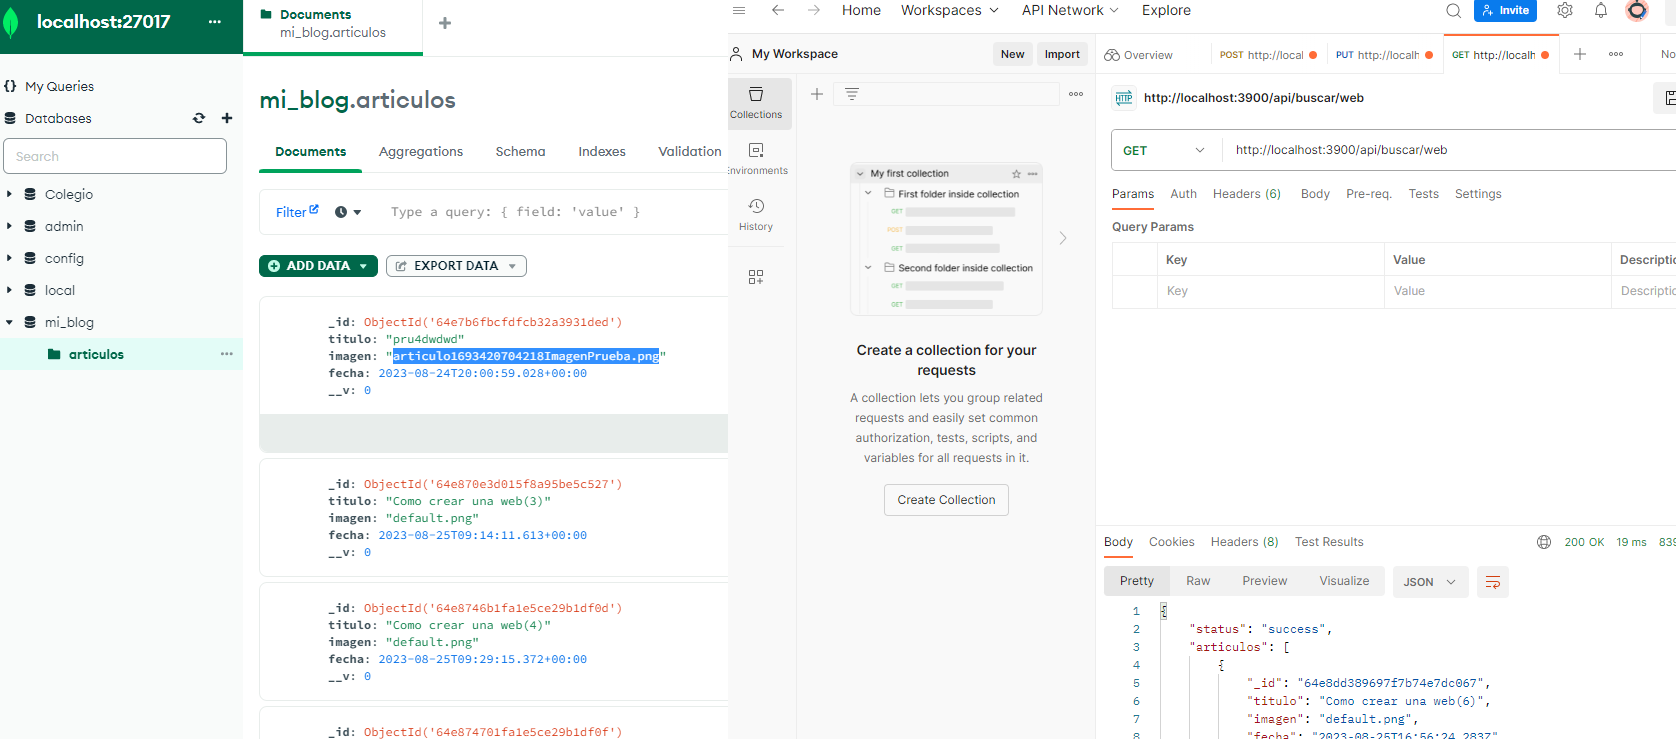 localhost:27017
My Queries
Databases
Search
Colegio
admin
config
local
mi_blog
articulos
Documents
mi_blog.articulos
mi_blog.articulos
Documents Aggregations Schema Indexes Validation
Filter Type a query: { field: 'value' }
ADD DATA EXPORT DATA
_id: ObjectId('64e7b6fbcfdfcb32a3931ded')
titulo: "pru4dwdwd"
imagen: "articulo1693420704218ImagenPrueba.png"
fecha: 2023-08-24T20:00:59.028+00:00
__v: 0
_id: ObjectId('64e870e3d015f8a95be5c527')
titulo: "Como crear una web(3)"
imagen: "default.png"
fecha: 2023-08-25T09:14:11.613+00:00
__v: 0
_id: ObjectId('64e8746b1fa1e5ce29b1df0d')
titulo: "Como crear una web(4)"
imagen: "default.png"
fecha: 2023-08-25T09:29:15.372+00:00
__v: 0
_id: ObjectId('64e874701fa1e5ce29b1df0f')
Home Workspaces API Network Explore
Invite
My Workspace New Import
Collections
Environments
History
My first collection
First folder inside collection
GET
POST
GET
Second folder inside collection
GET
GET
Create a collection for your
requests
A collection lets you group related
requests and easily set common
authorization, tests, scripts, and
variables for all requests in it.
Create Collection
Overview POST http://local PUT http://localh GET http://localh No
HTTP http://localhost:3900/api/buscar/web
GET http://localhost:3900/api/buscar/web
Params Auth Headers (6) Body Pre-req. Tests Settings
Query Params
Key Value Descriptic
Key Value Descriptic
Body Cookies Headers (8) Test Results 200 OK 19 ms 839
Pretty Raw Preview Visualize JSON
1 {
2 "status": "success",
3 "articulos": [
4 {
5 "_id": "64e8dd389697f7b74e7dc067",
6 "titulo": "Como crear una web(6)",
7 "imagen": "default.png",
8 "fecha": "2023-08-25T16:56:24.283Z"